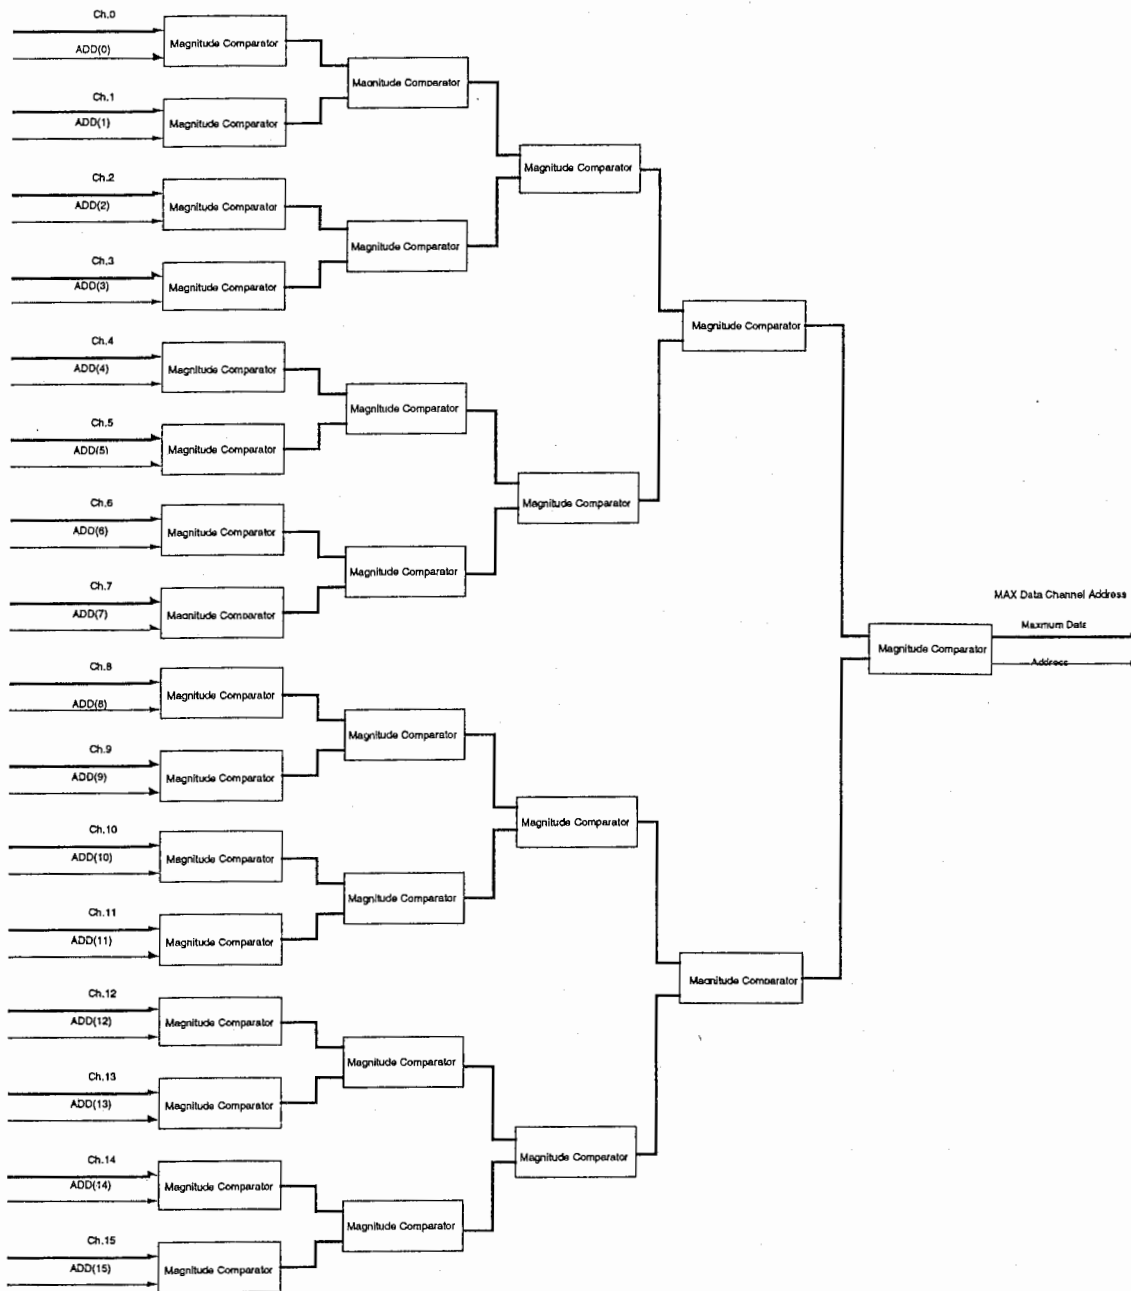 Ch.0
ADD(0)
Magnitude Comparator
Magnitude Comparator
Ch.1
ADD(1)
Magnitude Comparator
Magnitude Comparator
Ch.2
ADD(2)
Magnitude Comparator
Magnitude Comparator
Ch.3
ADD(3)
Magnitude Comparator
Magnitude Comparator
Ch.4
ADD(4)
Magnitude Comparator
Magnitude Comparator
Ch.5
ADD(5)
Magnitude Comparator
Magnitude Comparator
Ch.6
ADD(6)
Magnitude Comparator
Magnitude Comparator
Ch.7
ADD(7)
Magnitude Comparator
MAX Data Channel Address
Maxmum Data
Magnitude Comparator
Address
Ch.8
ADD(8)
Magnitude Comparator
Magnitude Comparator
Ch.9
ADD(9)
Magnitude Comparator
Magnitude Comparator
Ch.10
ADD(10)
Magnitude Comparator
Magnitude Comparator
Ch.11
ADD(11)
Magnitude Comparator
Magnitude Comparator
Ch.12
ADD(12)
Magnitude Comparator
Magnitude Comparator
Ch.13
ADD(13)
Magnitude Comparator
Magnitude Comparator
Ch.14
ADD(14)
Magnitude Comparator
Magnitude Comparator
Ch.15
ADD(15)
Magnitude Comparator